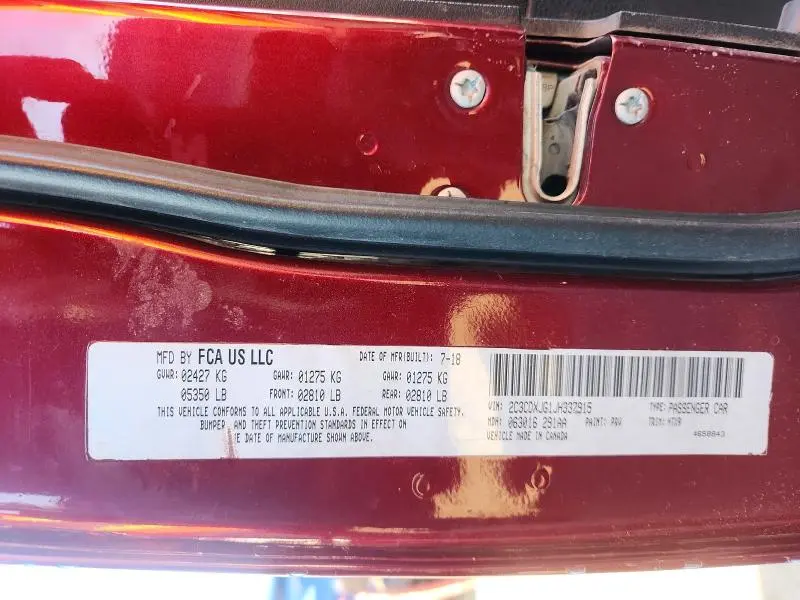 MFD BY FCA US LLC
DATE OF MFR(BUILT): 7-18
GVWR: 02427 KG GAWR: 01275 KG GAWR: 01275 KG
05350 LB FRONT: 02810 LB REAR: 02810 LB
THIS VEHICLE CONFORMS TO ALL APPLICABLE U.S.A. FEDERAL MOTOR VEHICLE SAFETY,
BUMPER, AND THEFT PREVENTION STANDARDS IN EFFECT ON
E DATE OF MANUFACTURE SHOWN ABOVE.
VIN: 2C3CDXJG1JH337915 TYPE: PASSENGER CAR
MDH: 063016 291AA PAINT: PRV TRIM:
VEHICLE MADE IN CANADA 4650843